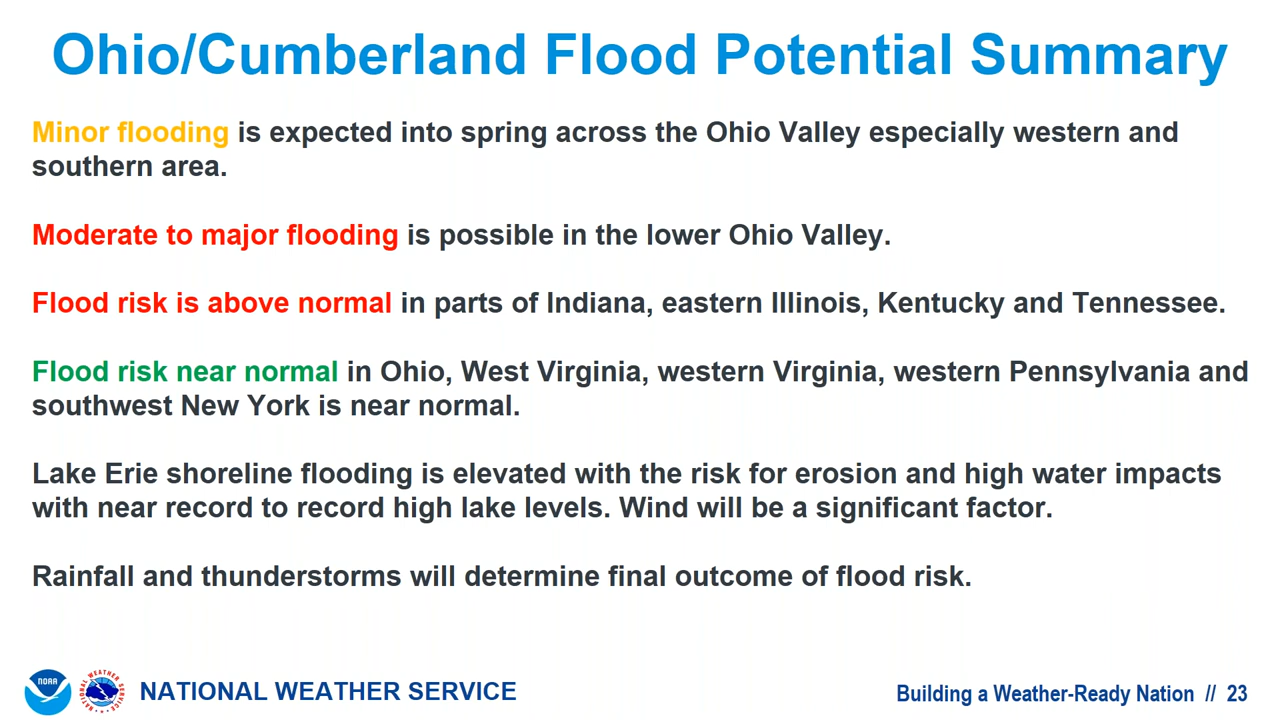 Ohio/Cumberland Flood Potential Summary
Minor flooding is expected into spring across the Ohio Valley especially western and
southern area.
Moderate to major flooding is possible in the lower Ohio Valley.
Flood risk is above normal in parts of Indiana, eastern Illinois, Kentucky and Tennessee.
Flood risk near normal in Ohio, West Virginia, western Virginia, western Pennsylvania and
southwest New York is near normal.
Lake Erie shoreline flooding is elevated with the risk for erosion and high water impacts
with near record to record high lake levels. Wind will be a significant factor.
Rainfall and thunderstorms will determine final outcome of flood risk.
NOAA
NATIONAL WEATHER SERVICE
NATIONAL WEATHER SERVICE
Building a Weather-Ready Nation // 23